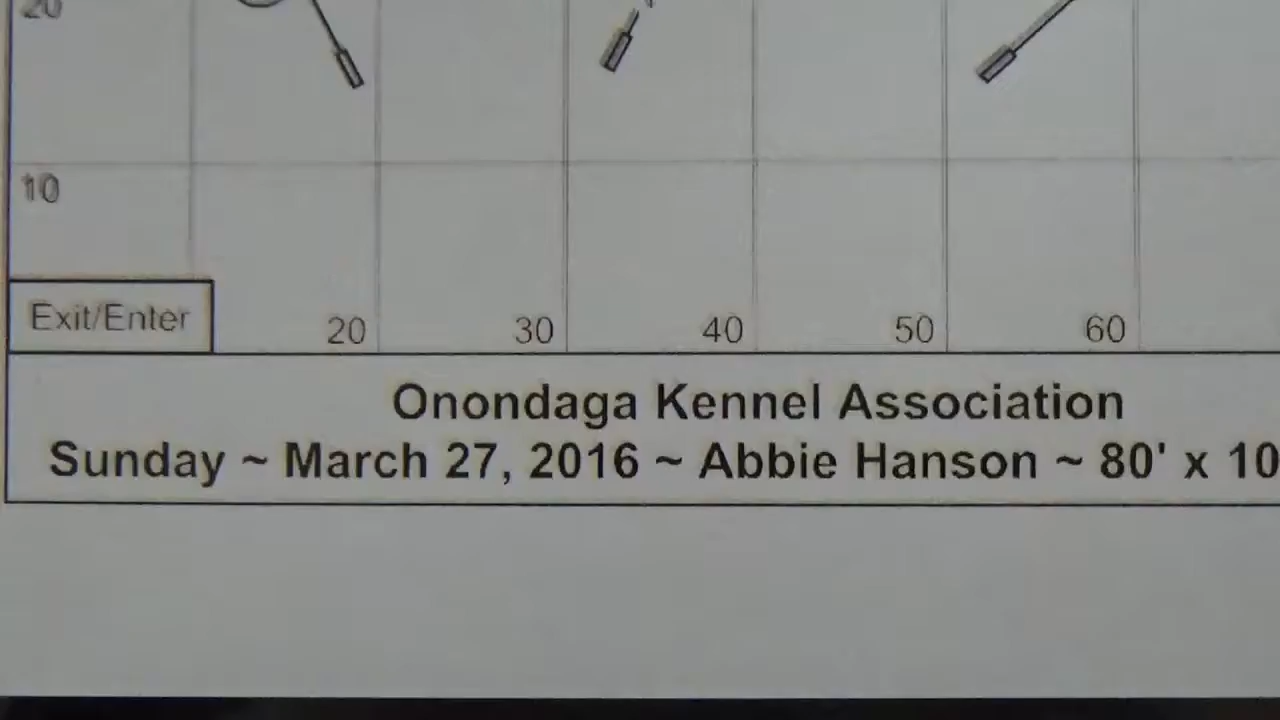 20
10
Exit/Enter
20 30 40 50 60
Onondaga Kennel Association
Sunday ~ March 27, 2016 ~ Abbie Hanson ~ 80' x 10